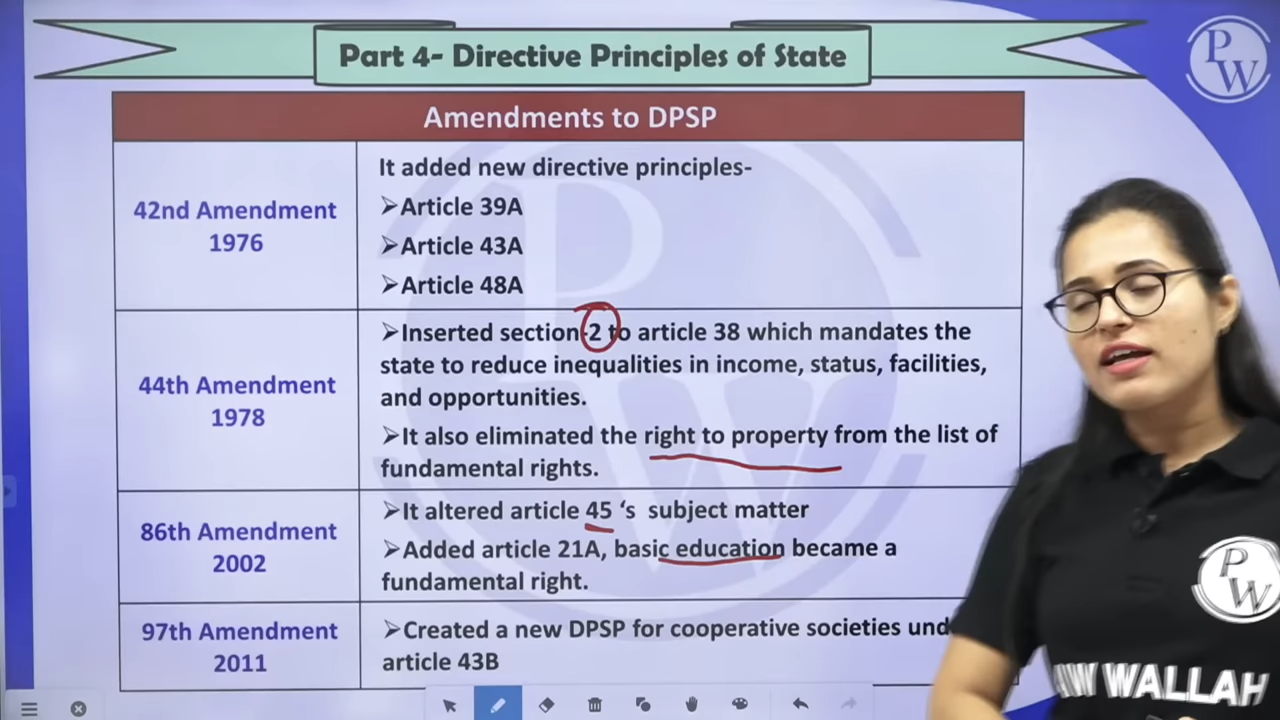 Part 4- Directive Principles of State
PW
Amendments to DPSP
42nd Amendment
1976
It added new directive principles-
➢Article 39A
➢Article 43A
➢Article 48A
44th Amendment
1978
➢Inserted section-2 to article 38 which mandates the
state to reduce inequalities in income, status, facilities,
and opportunities.
➢It also eliminated the right to property from the list of
fundamental rights.
86th Amendment
2002
➢It altered article 45 's subject matter
➢Added article 21A, basic education became a
fundamental right.
97th Amendment
2011
➢Created a new DPSP for cooperative societies und
article 43B
PW
WALLAH